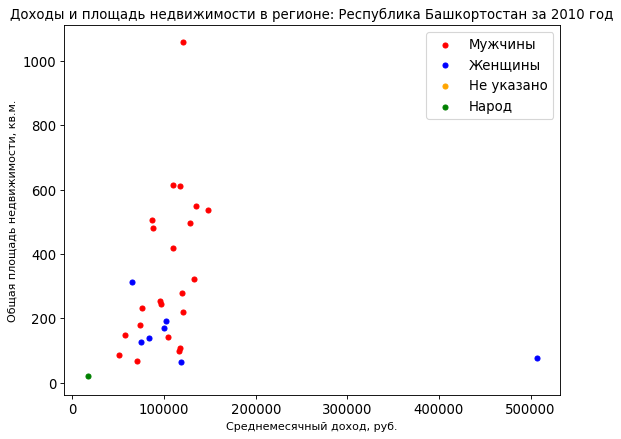 Доходы и площадь недвижимости в регионе: Республика Башкортостан за 2010 год
Мужчины
Женщины
Не указано
Народ
Общая площадь недвижимости, кв.м.
1000
800
600
400
200
0
0 100000 200000 300000 400000 500000
Среднемесячный доход, руб.